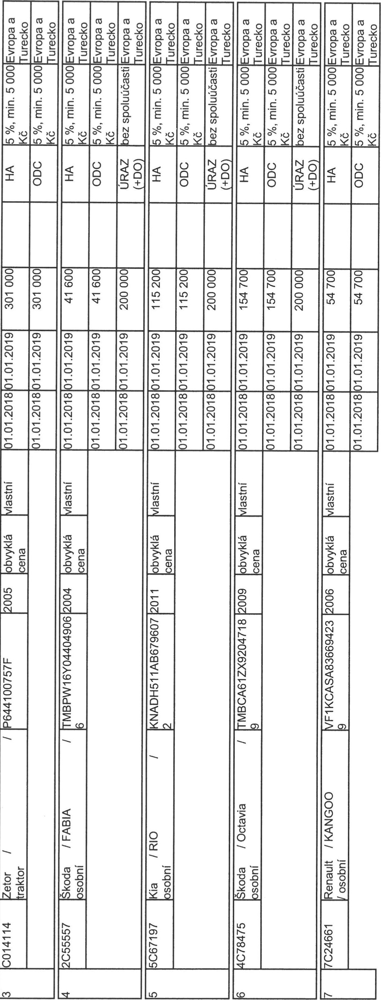 3 C014114 Zetor / / P644100757F 2005 obvyklá vlastní 01.01.2018 01.01.2019 301 000 HA 5 %, min. 5 000 Evropa a
traktor cena Kč Turecko
01.01.2018 01.01.2019 301 000 ODC 5 %, min. 5 000 Evropa a
Kč Turecko
4 2C55557 Škoda / FABIA / TMBPW16Y04404906 2004 obvyklá vlastní 01.01.2018 01.01.2019 41 600 HA 5 %, min. 5 000 Evropa a
osobní 6 cena Kč Turecko
01.01.2018 01.01.2019 41 600 ODC 5 %, min. 5 000 Evropa a
Kč Turecko
01.01.2018 01.01.2019 200 000 ÚRAZ bez spoluúčasti Evropa a
(+DO) Turecko
5 5C67197 Kia / RIO / KNADH511AB679607 2011 obvyklá vlastní 01.01.2018 01.01.2019 115 200 HA 5 %, min. 5 000 Evropa a
osobní 2 cena Kč Turecko
01.01.2018 01.01.2019 115 200 ODC 5 %, min. 5 000 Evropa a
Kč Turecko
01.01.2018 01.01.2019 200 000 ÚRAZ bez spoluúčasti Evropa a
(+DO) Turecko
6 4C78475 Škoda / Octavia / TMBCA61ZX9204718 2009 obvyklá vlastní 01.01.2018 01.01.2019 154 700 HA 5 %, min. 5 000 Evropa a
osobní 9 cena Kč Turecko
01.01.2018 01.01.2019 154 700 ODC 5 %, min. 5 000 Evropa a
Kč Turecko
01.01.2018 01.01.2019 200 000 ÚRAZ bez spoluúčasti Evropa a
(+DO) Turecko
7 7C24661 Renault / KANGOO VF1KCASA83669423 2006 obvyklá vlastní 01.01.2018 01.01.2019 54 700 HA 5 %, min. 5 000 Evropa a
/ osobní 9 cena Kč Turecko
01.01.2018 01.01.2019 54 700 ODC 5 %, min. 5 000 Evropa a
Kč Turecko